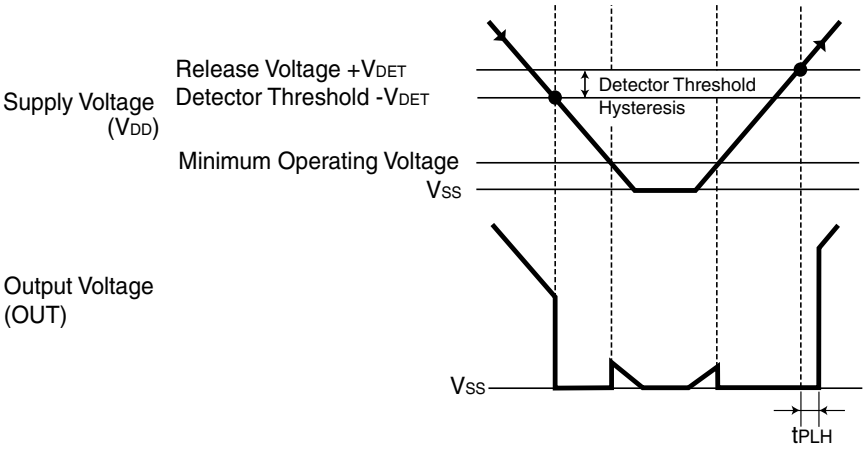 Release Voltage +VDET
Supply Voltage
(VDD)
Detector Threshold -VDET
Detector Threshold
Hysteresis
Minimum Operating Voltage
VSS
Output Voltage
(OUT)
VSS
tPLH